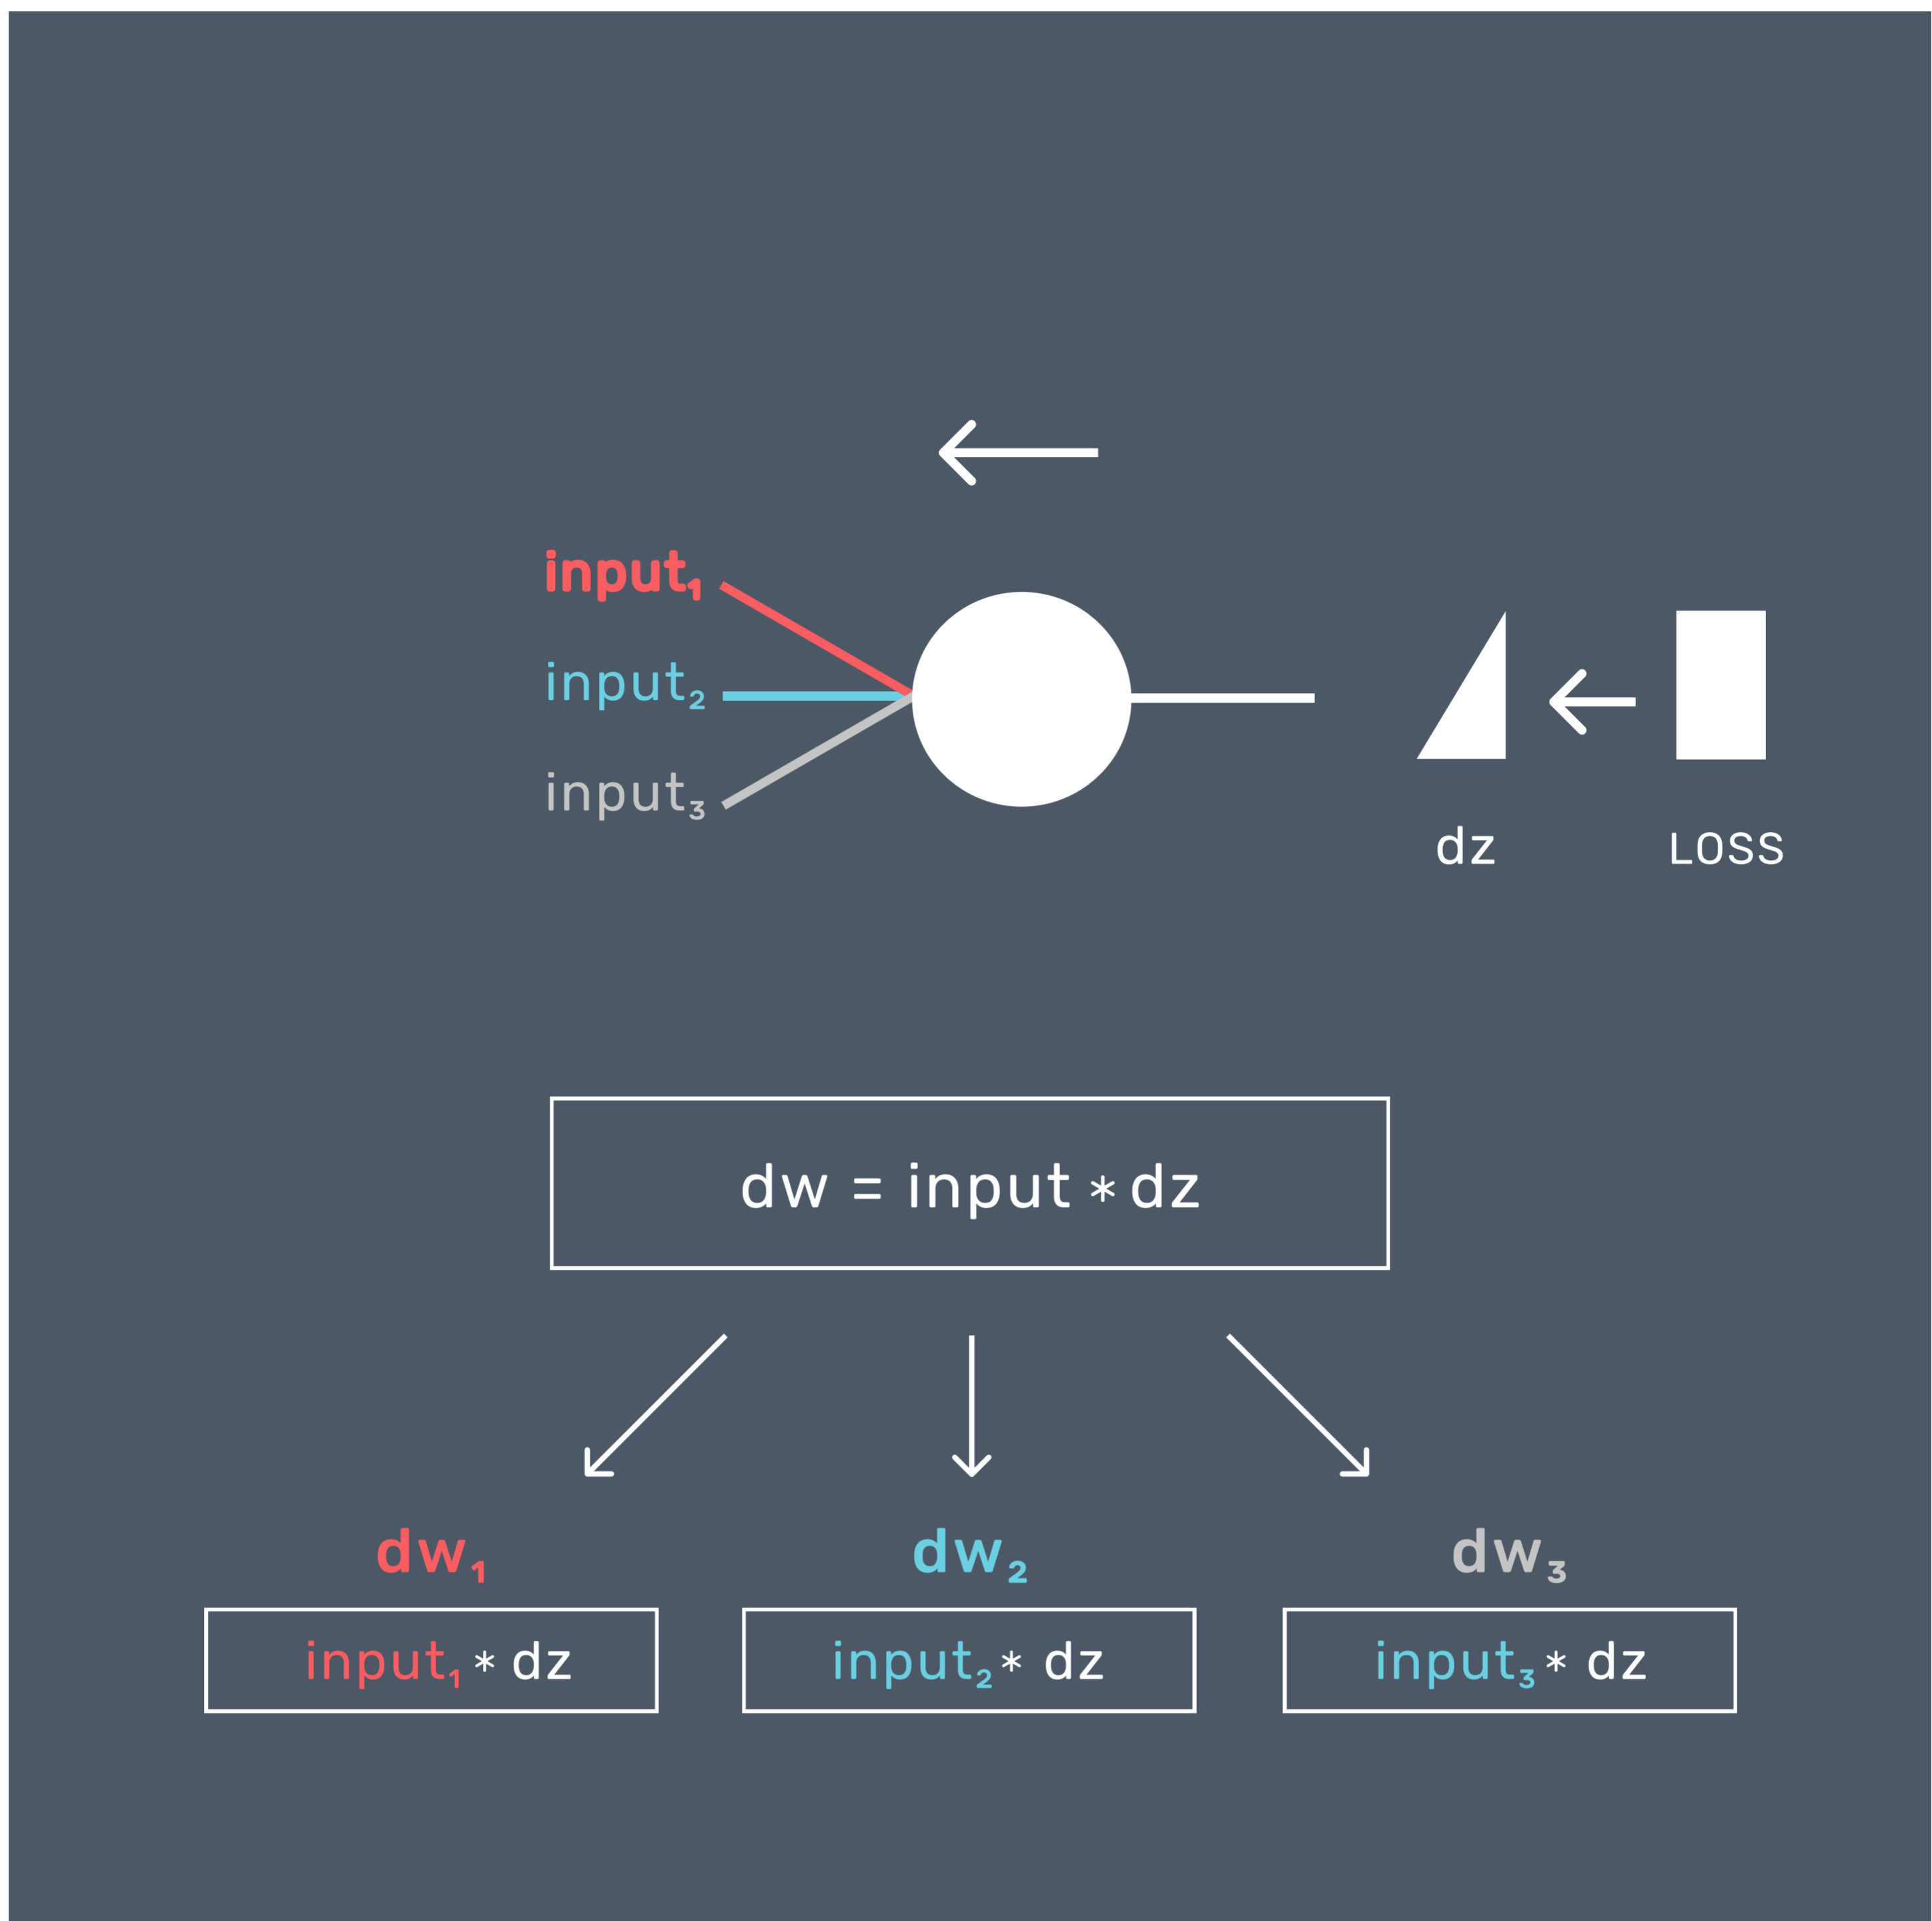 input₁
input₂
input₃
dz
LOSS
dw = input * dz
dw₁
dw₂
dw₃
input₁ * dz
input₂ * dz
input₃ * dz